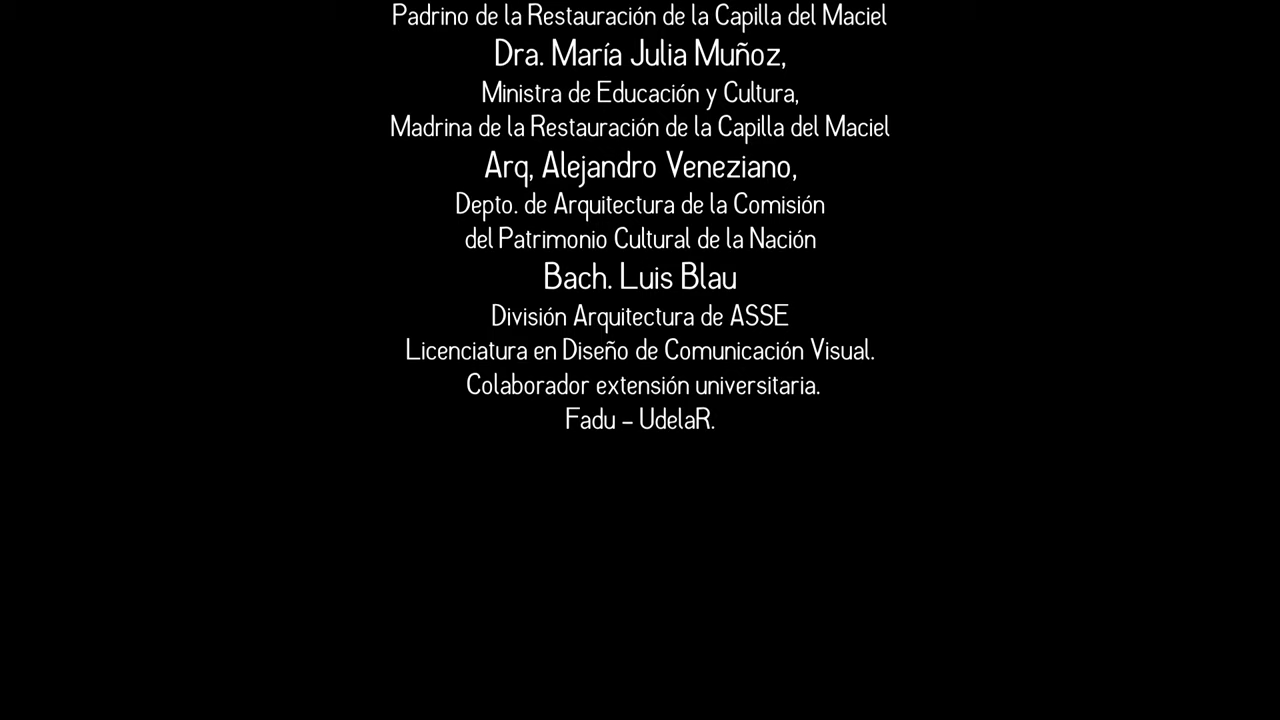 Padrino de la Restauración de la Capilla del Maciel
Dra. María Julia Muñoz,
Ministra de Educación y Cultura,
Madrina de la Restauración de la Capilla del Maciel
Arq, Alejandro Veneziano,
Depto. de Arquitectura de la Comisión
del Patrimonio Cultural de la Nación
Bach. Luis Blau
División Arquitectura de ASSE
Licenciatura en Diseño de Comunicación Visual.
Colaborador extensión universitaria.
Fadu – UdelaR.